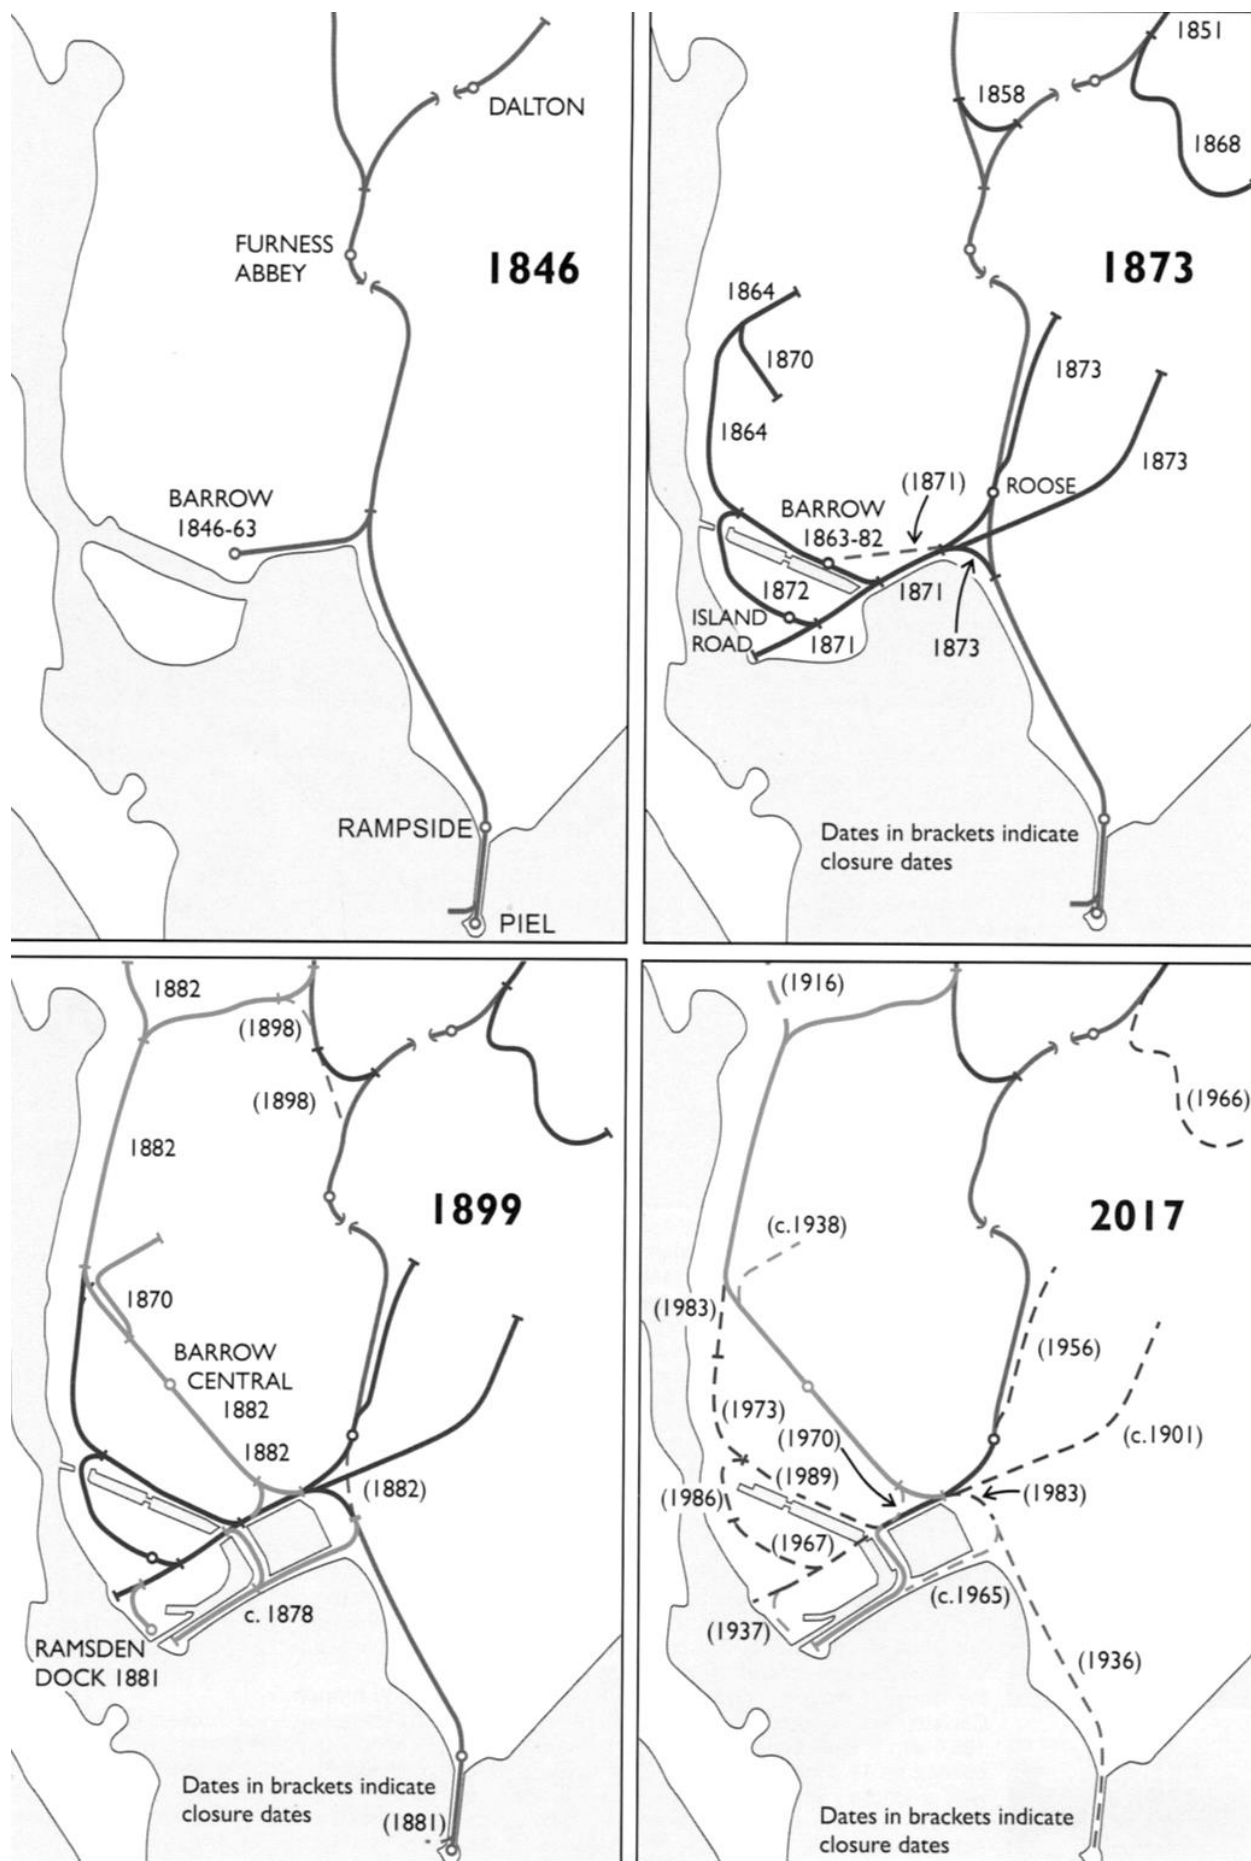 DALTON
FURNESS
ABBEY
1846
BARROW
1846-63
RAMPSIDE
PIEL
1851
1858
1868
1873
1864
1870
1873
1864
1873
(1871)
ROOSE
BARROW
1863-82
1872
1871
ISLAND
ROAD
1871
1873
Dates in brackets indicate
closure dates
1882
(1898)
(1898)
1882
1899
1870
BARROW
CENTRAL
1882
1882
(1882)
c. 1878
RAMSDEN
DOCK 1881
Dates in brackets indicate
closure dates
(1881)
(1916)
(1966)
2017
(c.1938)
(1983)
(1956)
(1973)
(1970)
(c.1901)
(1989)
(1986)
(1983)
(1967)
(c.1965)
(1937)
(1936)
Dates in brackets indicate
closure dates